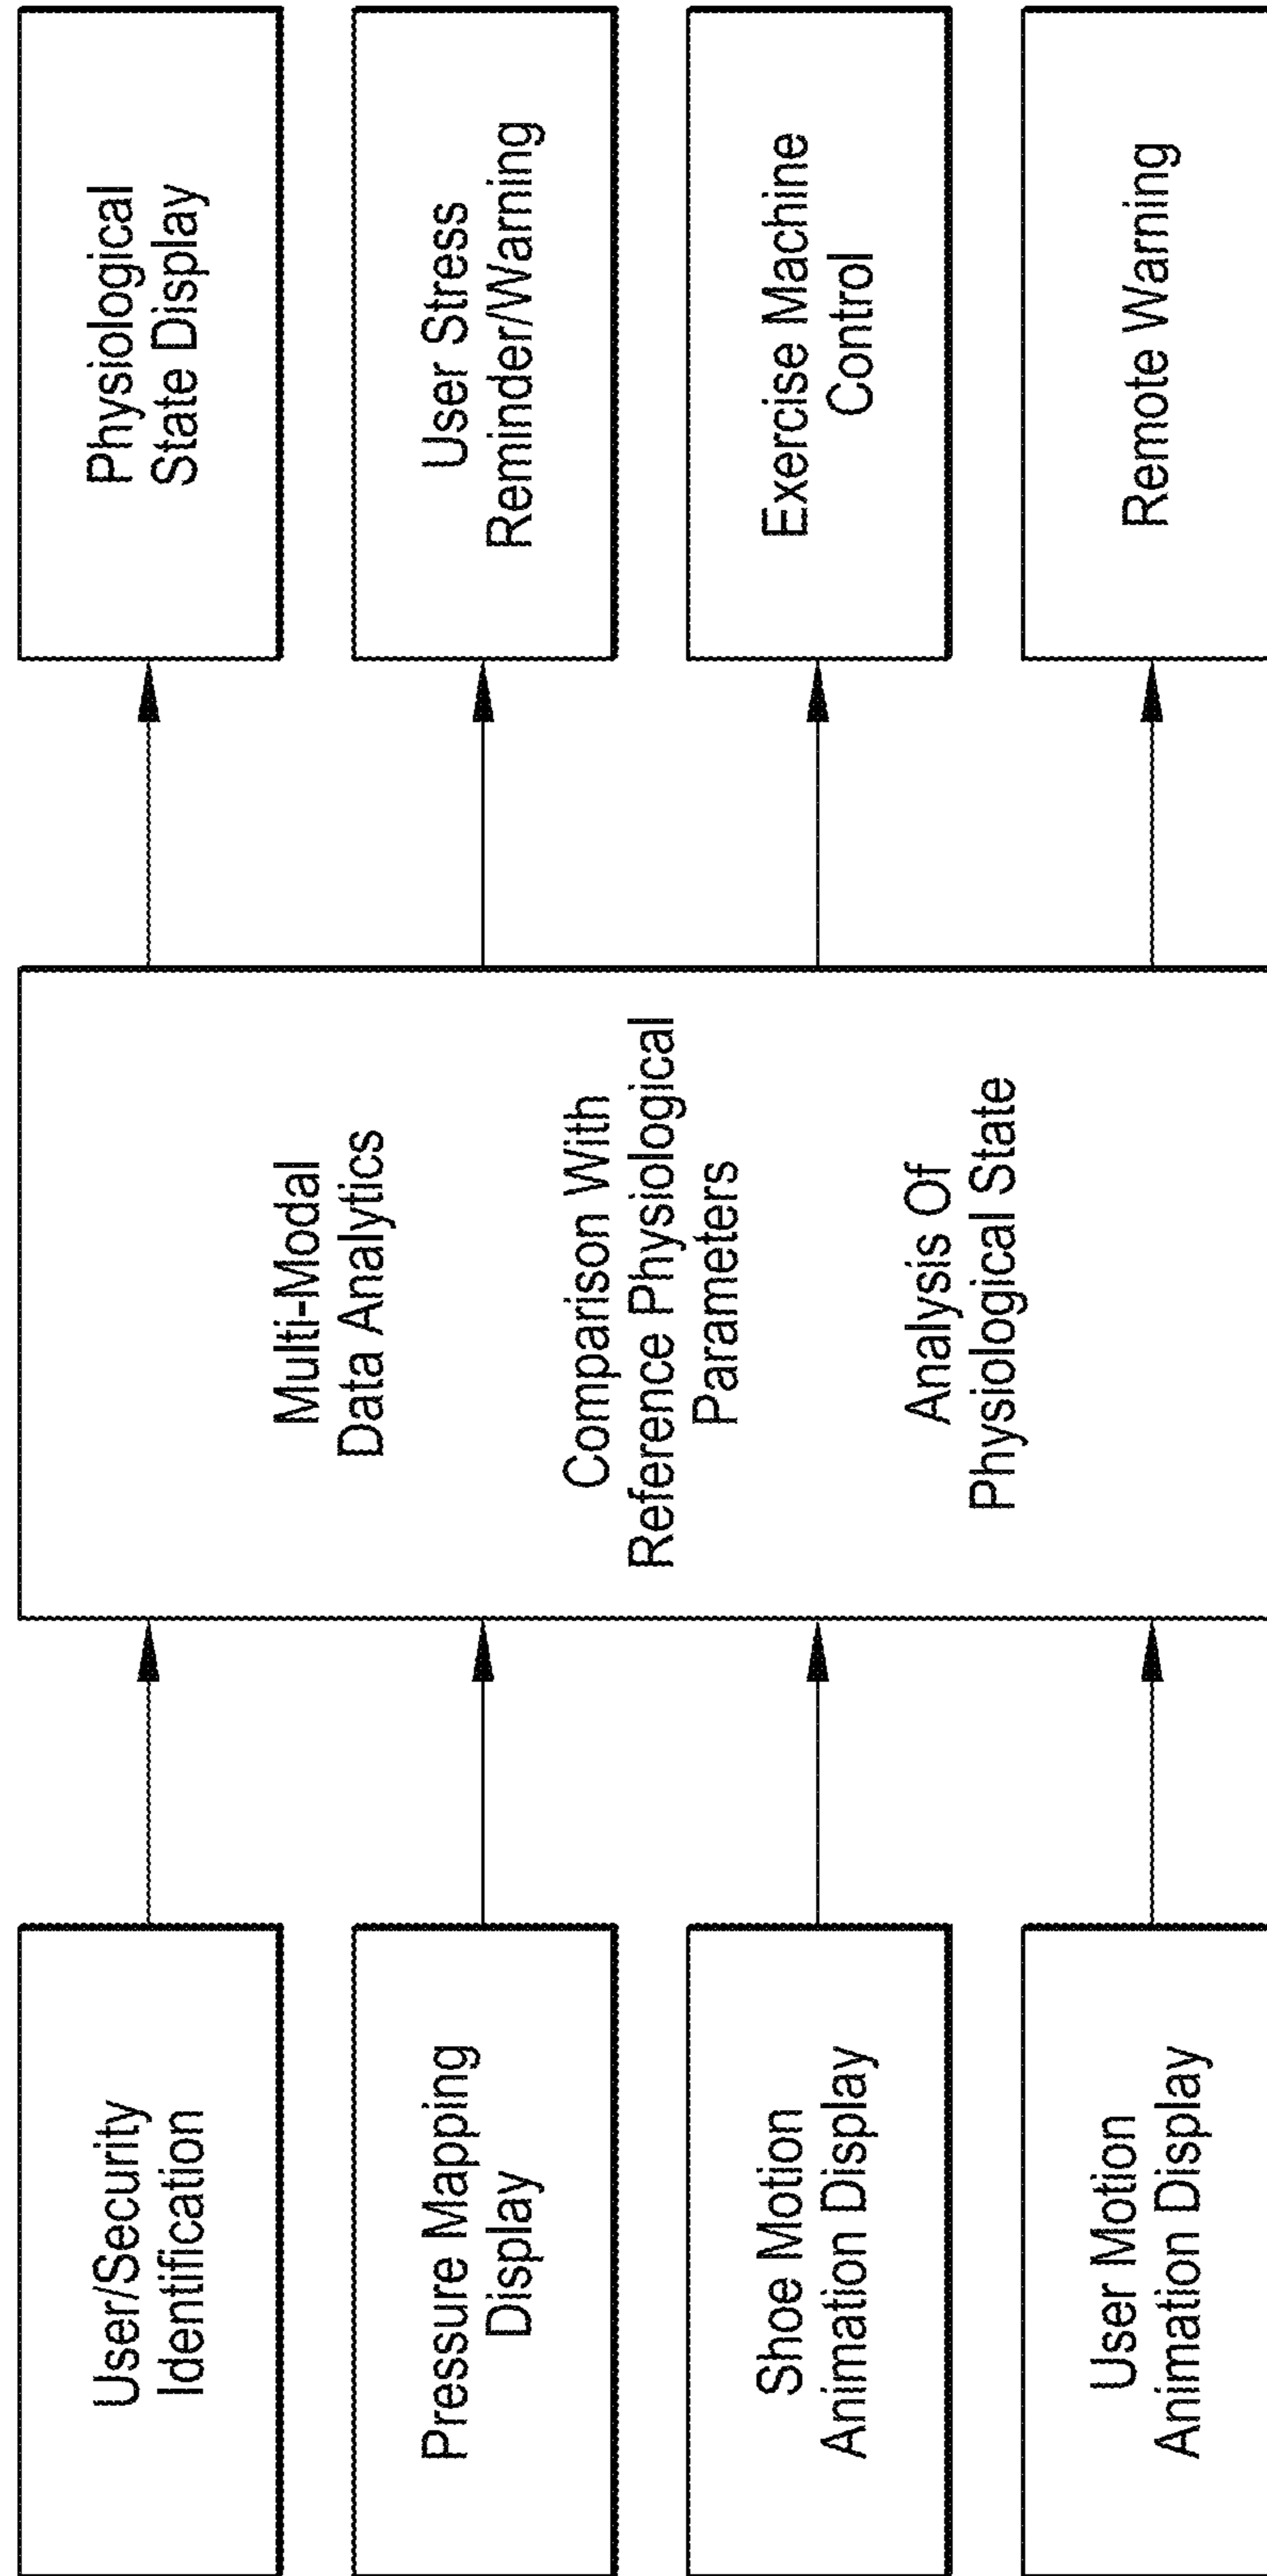 User/Security
Identification
Pressure Mapping
Display
Shoe Motion
Animation Display
User Motion
Animation Display
Multi-Modal
Data Analytics
Comparison With
Reference Physiological
Parameters
Analysis Of
Physiological State
Physiological
State Display
User Stress
Reminder/Warning
Exercise Machine
Control
Remote Warning